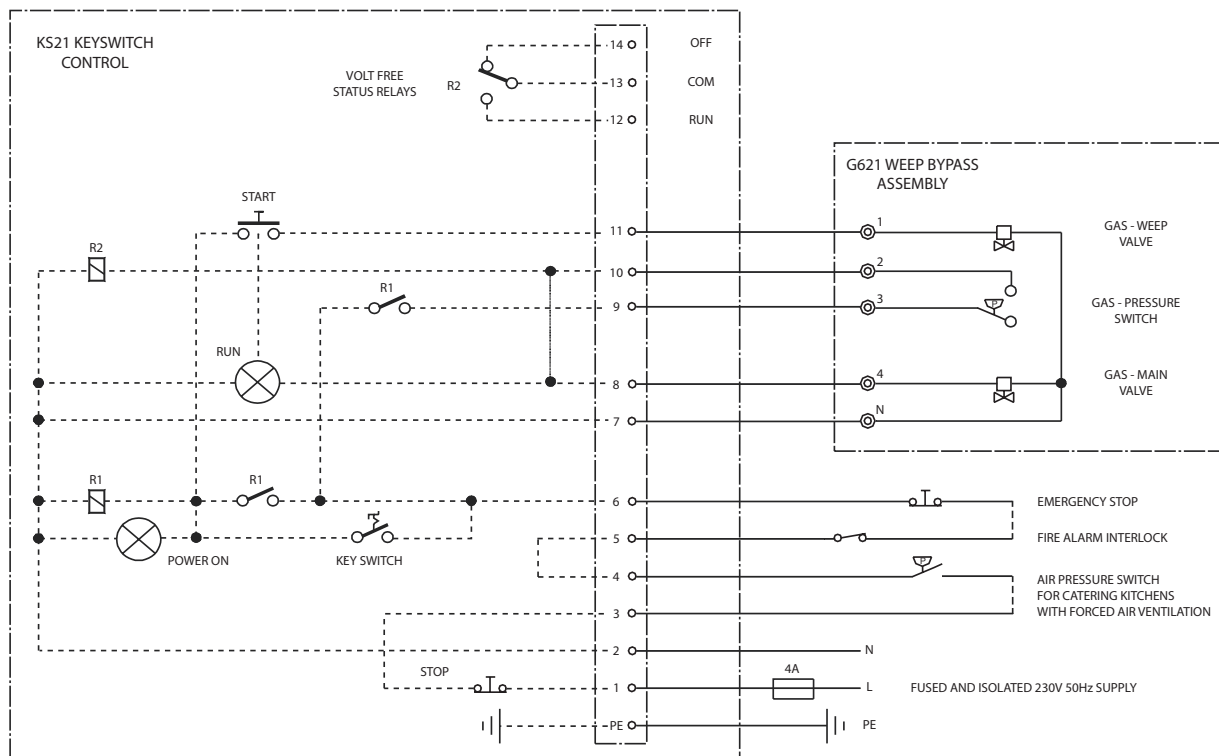 KS21 KEYSWITCH
CONTROL
VOLT FREE
STATUS RELAYS
R2
14
OFF
13
COM
12
RUN
G621 WEEP BYPASS
ASSEMBLY
START
11
1
GAS - WEEP
VALVE
R2
10
2
R1
9
3
P
GAS - PRESSURE
SWITCH
RUN
8
4
GAS - MAIN
VALVE
7
N
R1
R1
6
EMERGENCY STOP
POWER ON
KEY SWITCH
5
FIRE ALARM INTERLOCK
4
P
AIR PRESSURE SWITCH
FOR CATERING KITCHENS
WITH FORCED AIR VENTILATION
3
2
N
STOP
1
4A
L
FUSED AND ISOLATED 230V 50Hz SUPPLY
PE
PE